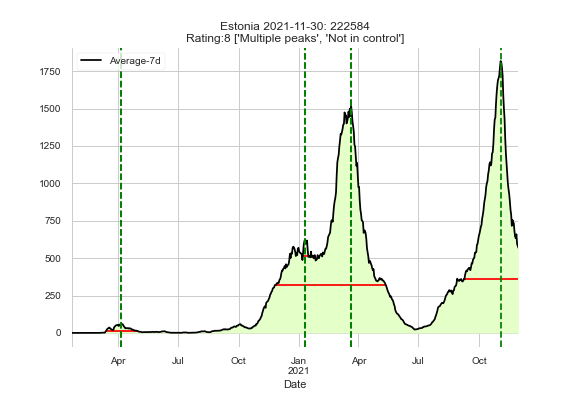 Estonia 2021-11-30: 222584
Rating:8 ['Multiple peaks', 'Not in control']
Average-7d
1750
1500
1250
1000
750
500
250
0
Apr Jul Oct Jan Apr Jul Oct
2021
Date